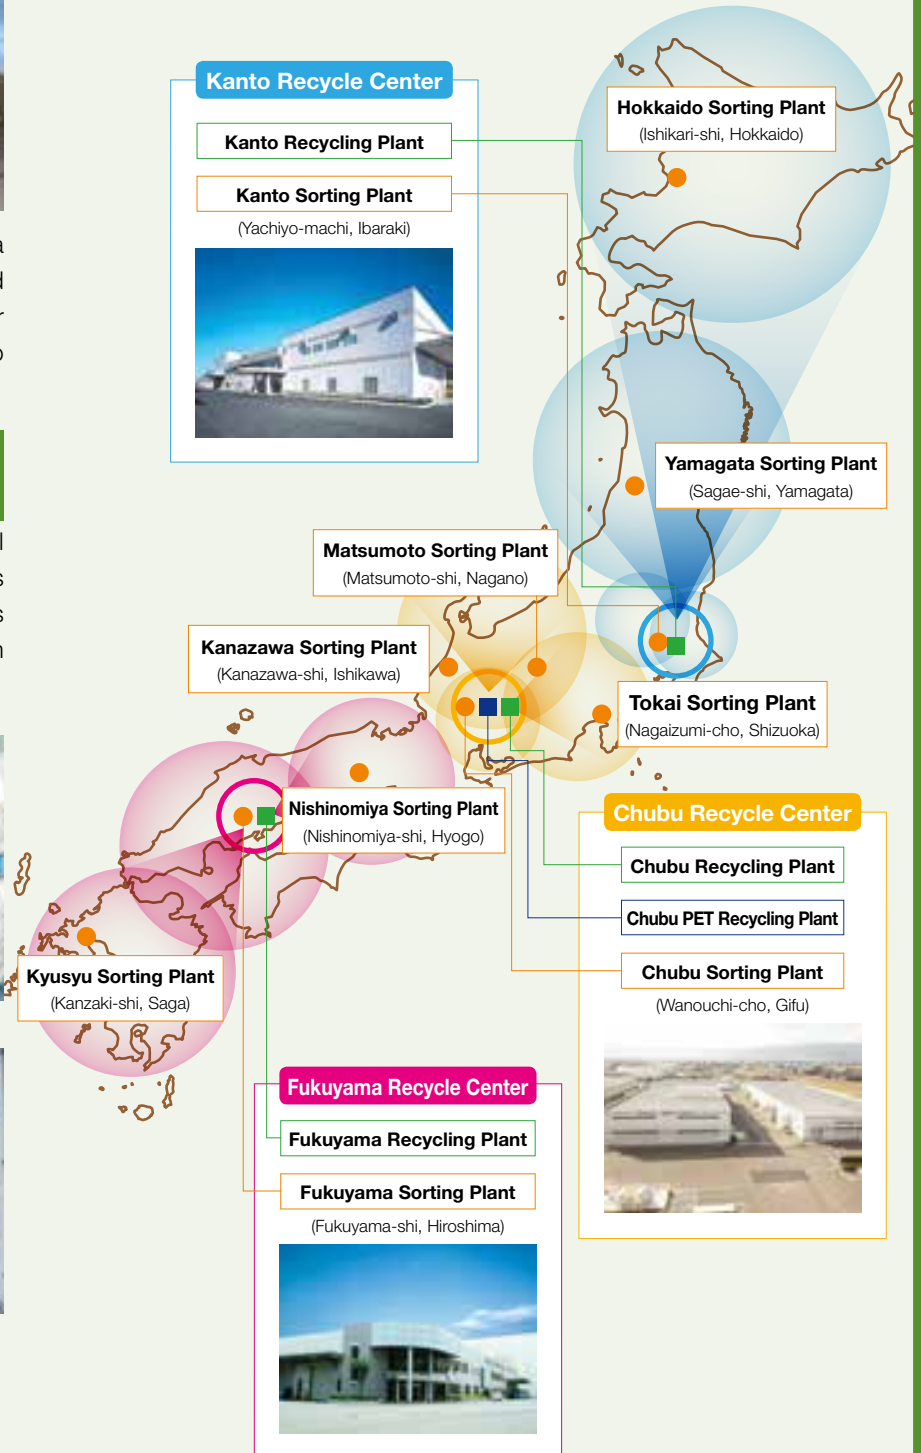 Kanto Recycle Center
Kanto Recycling Plant
Kanto Sorting Plant
(Yachiyo-machi, Ibaraki)
Hokkaido Sorting Plant
(Ishikari-shi, Hokkaido)
Yamagata Sorting Plant
(Sagae-shi, Yamagata)
Matsumoto Sorting Plant
(Matsumoto-shi, Nagano)
Kanazawa Sorting Plant
(Kanazawa-shi, Ishikawa)
Tokai Sorting Plant
(Nagaizumi-cho, Shizuoka)
Nishinomiya Sorting Plant
(Nishinomiya-shi, Hyogo)
Chubu Recycle Center
Chubu Recycling Plant
Chubu PET Recycling Plant
Chubu Sorting Plant
(Wanouchi-cho, Gifu)
Kyusyu Sorting Plant
(Kanzaki-shi, Saga)
Fukuyama Recycle Center
Fukuyama Recycling Plant
Fukuyama Sorting Plant
(Fukuyama-shi, Hiroshima)